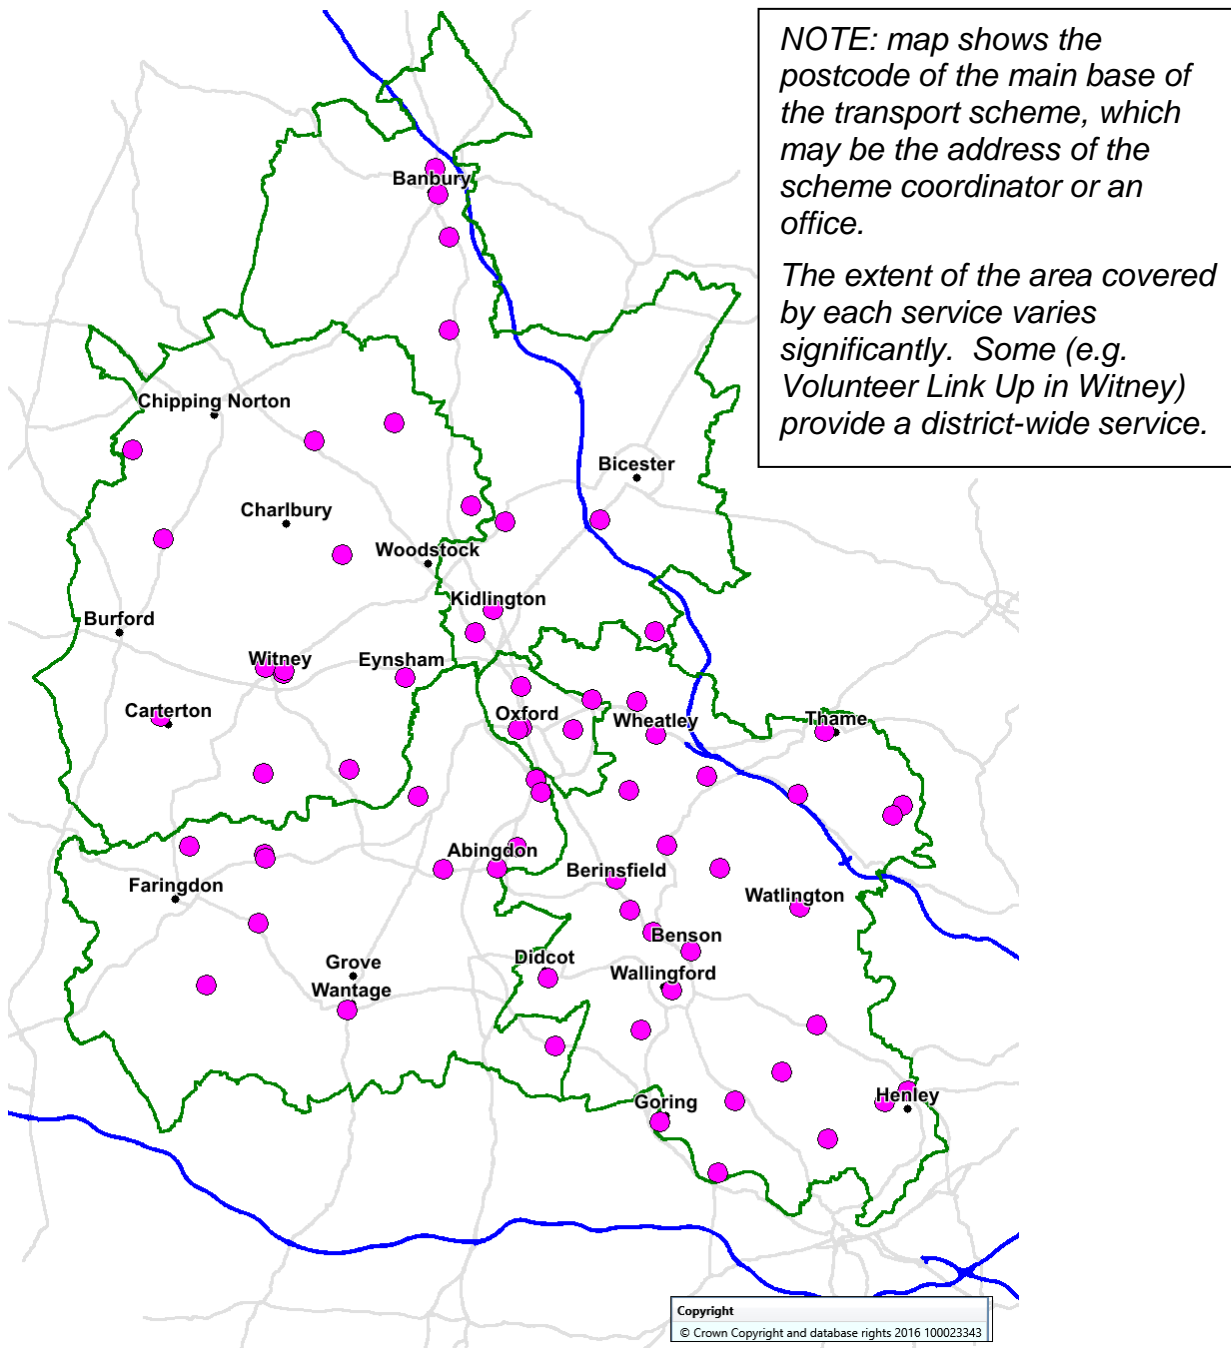 NOTE: map shows the
postcode of the main base of
the transport scheme, which
may be the address of the
scheme coordinator or an
office.
The extent of the area covered
by each service varies
significantly.  Some (e.g.
Volunteer Link Up in Witney)
provide a district-wide service.
Banbury
Chipping Norton
Bicester
Charlbury
Woodstock
Kidlington
Burford
Witney
Eynsham
Carterton
Oxford
Wheatley
Thame
Abingdon
Berinsfield
Faringdon
Watlington
Benson
Didcot
Grove
Wallingford
Wantage
Goring
Henley
Copyright
© Crown Copyright and database rights 2016 100023343